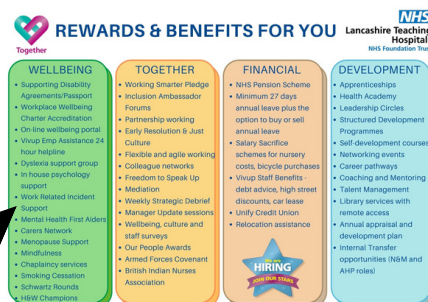 Together
REWARDS & BENEFITS FOR YOU
NHS
Lancashire Teaching
Hospital
NHS Foundation Trus
WELLBEING
• Supporting Disability
Agreements/Passport
• Workplace Wellbeing
Charter Accreditation
• On-line wellbeing portal
• Vivup Emp Assistance 24
hour helpline
• Dyslexia support group
• In house psychology
support
• Work Related Incident
Support
• Mental Health First Aiders
• Carers Network
• Menopause Support
• Mindfulness
• Chaplaincy services
• Smoking Cessation
• Schwartz Rounds
• H&W Champions
TOGETHER
• Working Smarter Pledge
• Inclusion Ambassador
Forums
• Partnership working
• Early Resolution & Just
Culture
• Flexible and agile working
• Colleague networks
• Freedom to Speak Up
• Mediation
• Weekly Strategic Brief
• Manager Update sessions
• Wellbeing, culture and
staff surveys
• Our People Awards
• Armed Forces Covenant
• British Indian Nurses
Association
FINANCIAL
• NHS Pension Scheme
• Minimum 27 days
annual leave plus the
option to buy or sell
annual leave
• Salary Sacrifice
schemes for nursery
costs, bicycle purchases
• Vivup Staff Benefits -
debt advice, high street
discounts, car lease
• Unify Credit Union
• Relocation assistance
WE ARE
HIRING
JOIN OUR STARS
DEVELOPMENT
• Apprenticeships
• Health Academy
• Leadership Circles
• Structured Development
Programmes
• Self-development courses
• Networking events
• Career pathways
• Coaching and Mentoring
• Talent Management
• Library services with
remote access
• Annual appraisal and
development plan
• Internal Transfer
opportunities (N&M and
AHP roles)